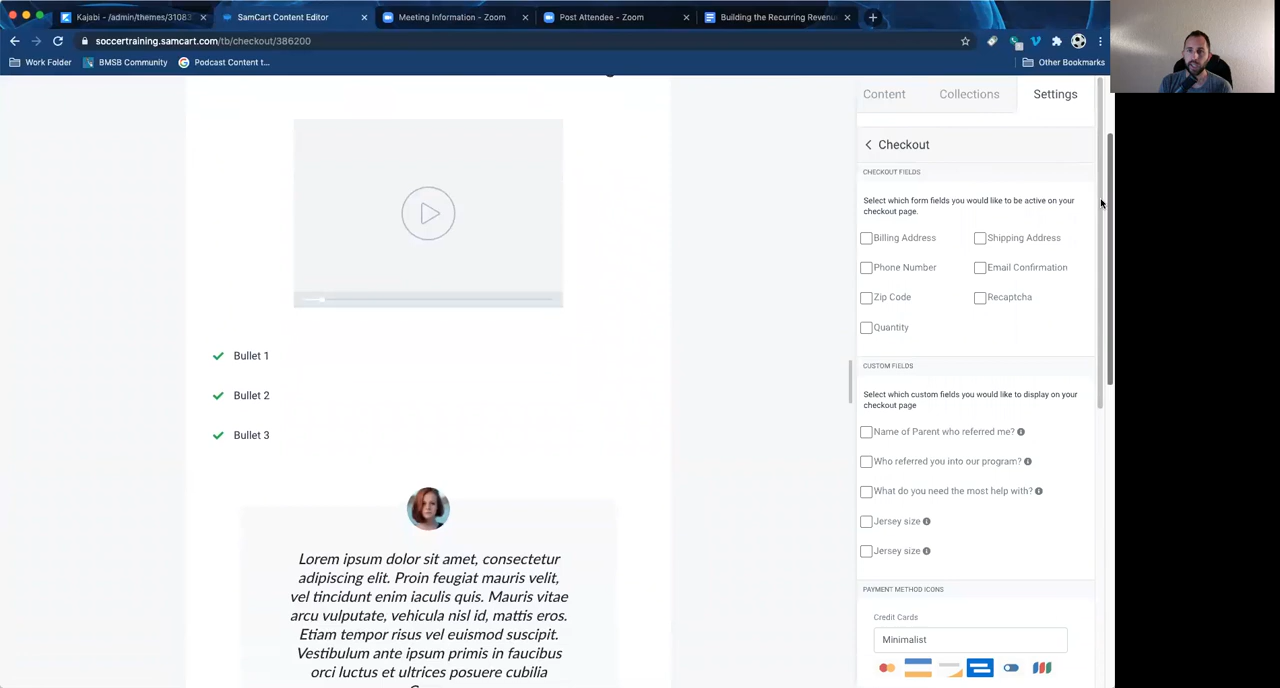 Kajabi - /admin/themes/31083
SamCart Content Editor
Meeting Information - Zoom
Post Attendee - Zoom
Building the Recurring Revenu
soccertraining.samcart.com/tb/checkout/386200
Work Folder
BMSB Community
Podcast Content t...
Other Bookmarks
Content
Collections
Settings
Checkout
CHECKOUT FIELDS
Select which form fields you would like to be active on your
checkout page.
Billing Address
Shipping Address
Phone Number
Email Confirmation
Zip Code
Recaptcha
Quantity
CUSTOM FIELDS
Select which custom fields you would like to display on your
checkout page
Name of Parent who referred me?
Who referred you into our program?
What do you need the most help with?
Jersey size
Jersey size
PAYMENT METHOD ICONS
Credit Cards
Minimalist
Bullet 1
Bullet 2
Bullet 3
Lorem ipsum dolor sit amet, consectetur
adipiscing elit. Proin feugiat mauris velit,
vel tincidunt enim iaculis quis. Mauris vitae
arcu vulputate, vehicula nisl id, mattis eros.
Etiam tempor risus vel euismod suscipit.
Vestibulum ante ipsum primis in faucibus
orci luctus et ultrices posuere cubilia